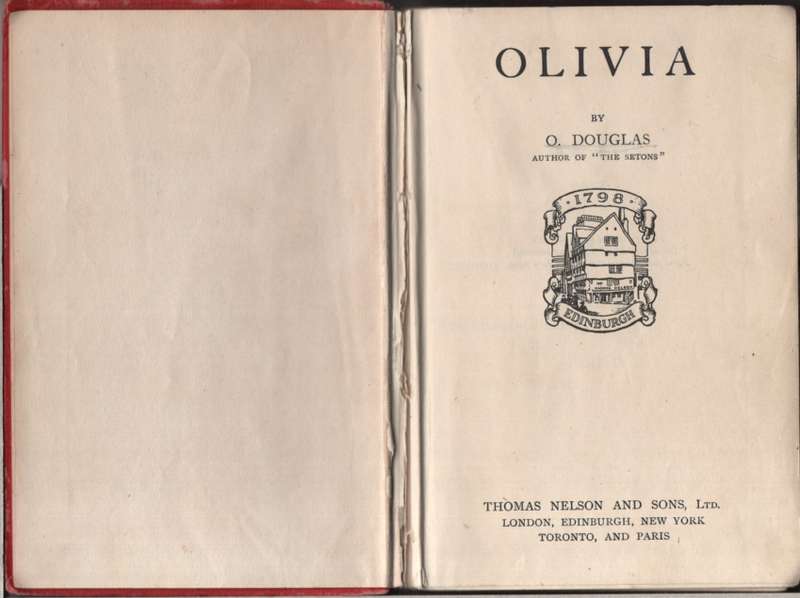 OLIVIA
BY
O. DOUGLAS
AUTHOR OF "THE SETONS"
·1798·
EDINBURGH
THOMAS NELSON AND SONS, LTD.
LONDON, EDINBURGH, NEW YORK
TORONTO, AND PARIS